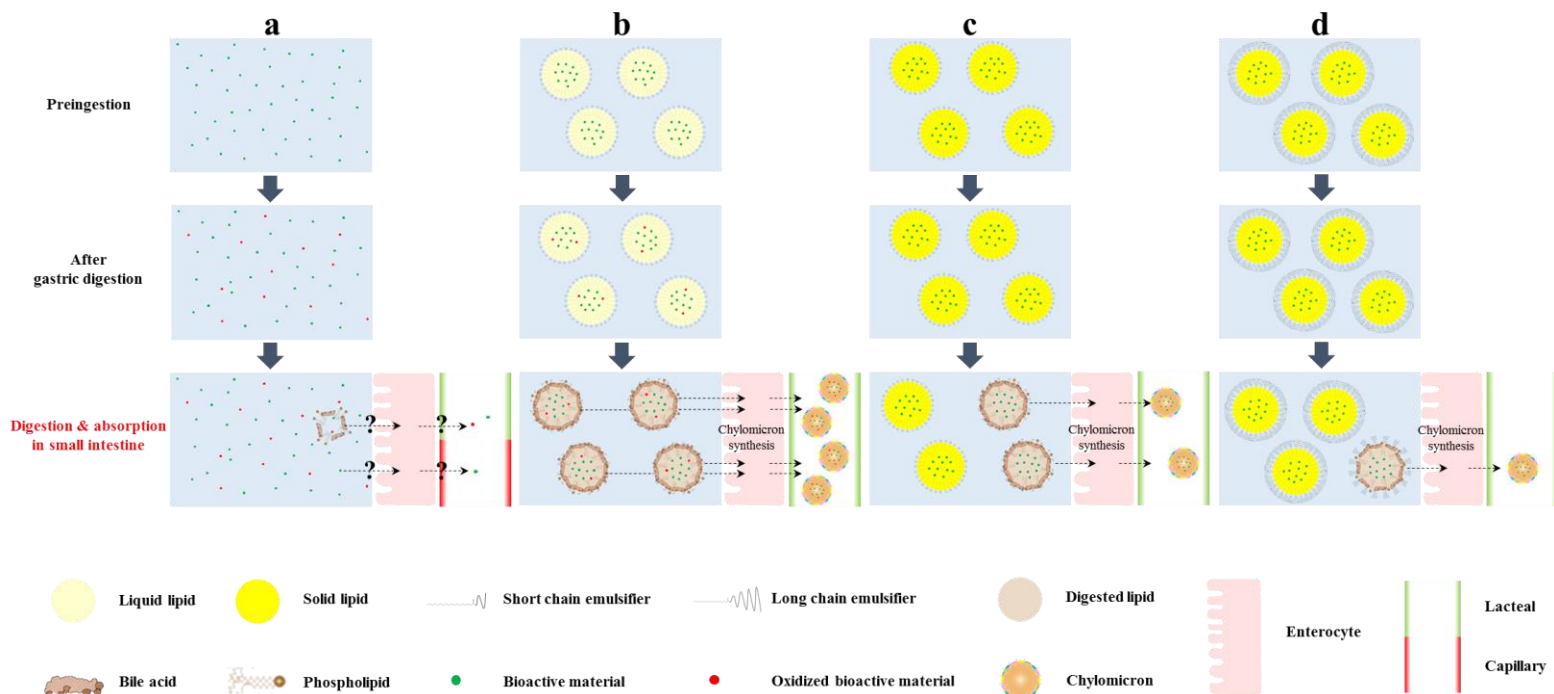 a
b
c
d
Preingestion
After
gastric digestion
Digestion & absorption
in small intestine
? ?
? ?
Chylomicron
synthesis
Chylomicron
synthesis
Chylomicron
synthesis
Liquid lipid
Solid lipid
Short chain emulsifier
Long chain emulsifier
Digested lipid
Enterocyte
Lacteal
Capillary
Bile acid
Phospholipid
Bioactive material
Oxidized bioactive material
Chylomicron